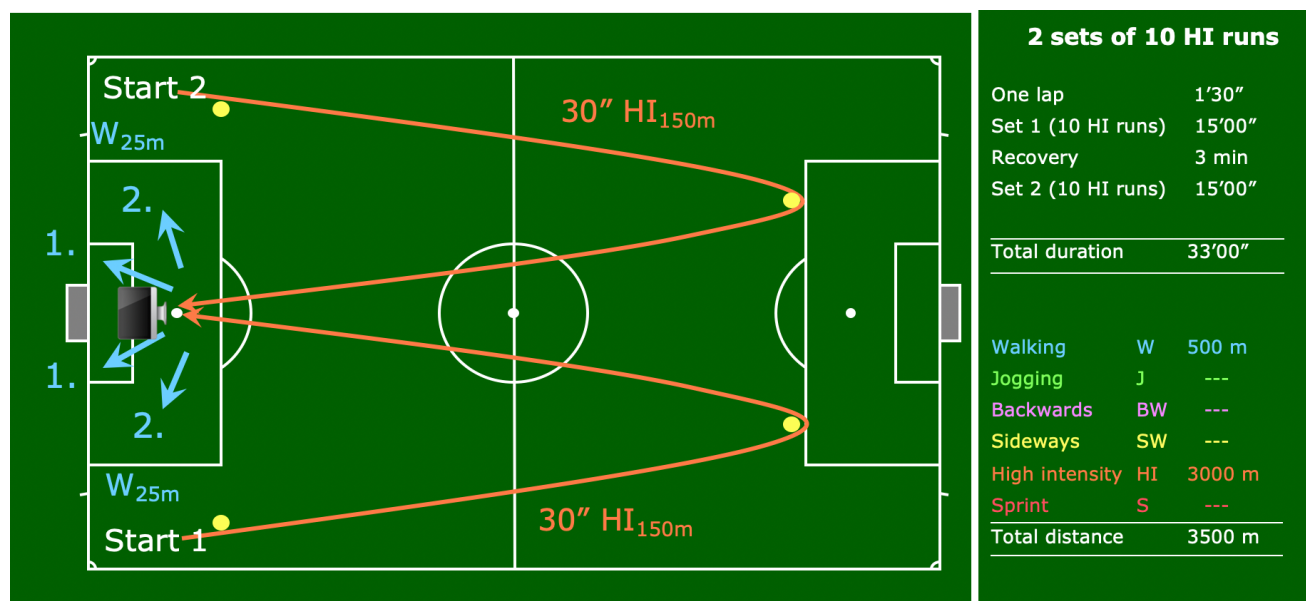 Start 2
W25m
30″ HI150m
2.
1.
1.
2.
W25m
Start 1
30″ HI150m
2 sets of 10 HI runs
One lap 1’30”
Set 1 (10 HI runs) 15’00”
Recovery 3 min
Set 2 (10 HI runs) 15’00”
Total duration 33’00”
Walking W 500 m
Jogging J ---
Backwards BW ---
Sideways SW ---
High intensity HI 3000 m
Sprint S ---
Total distance 3500 m